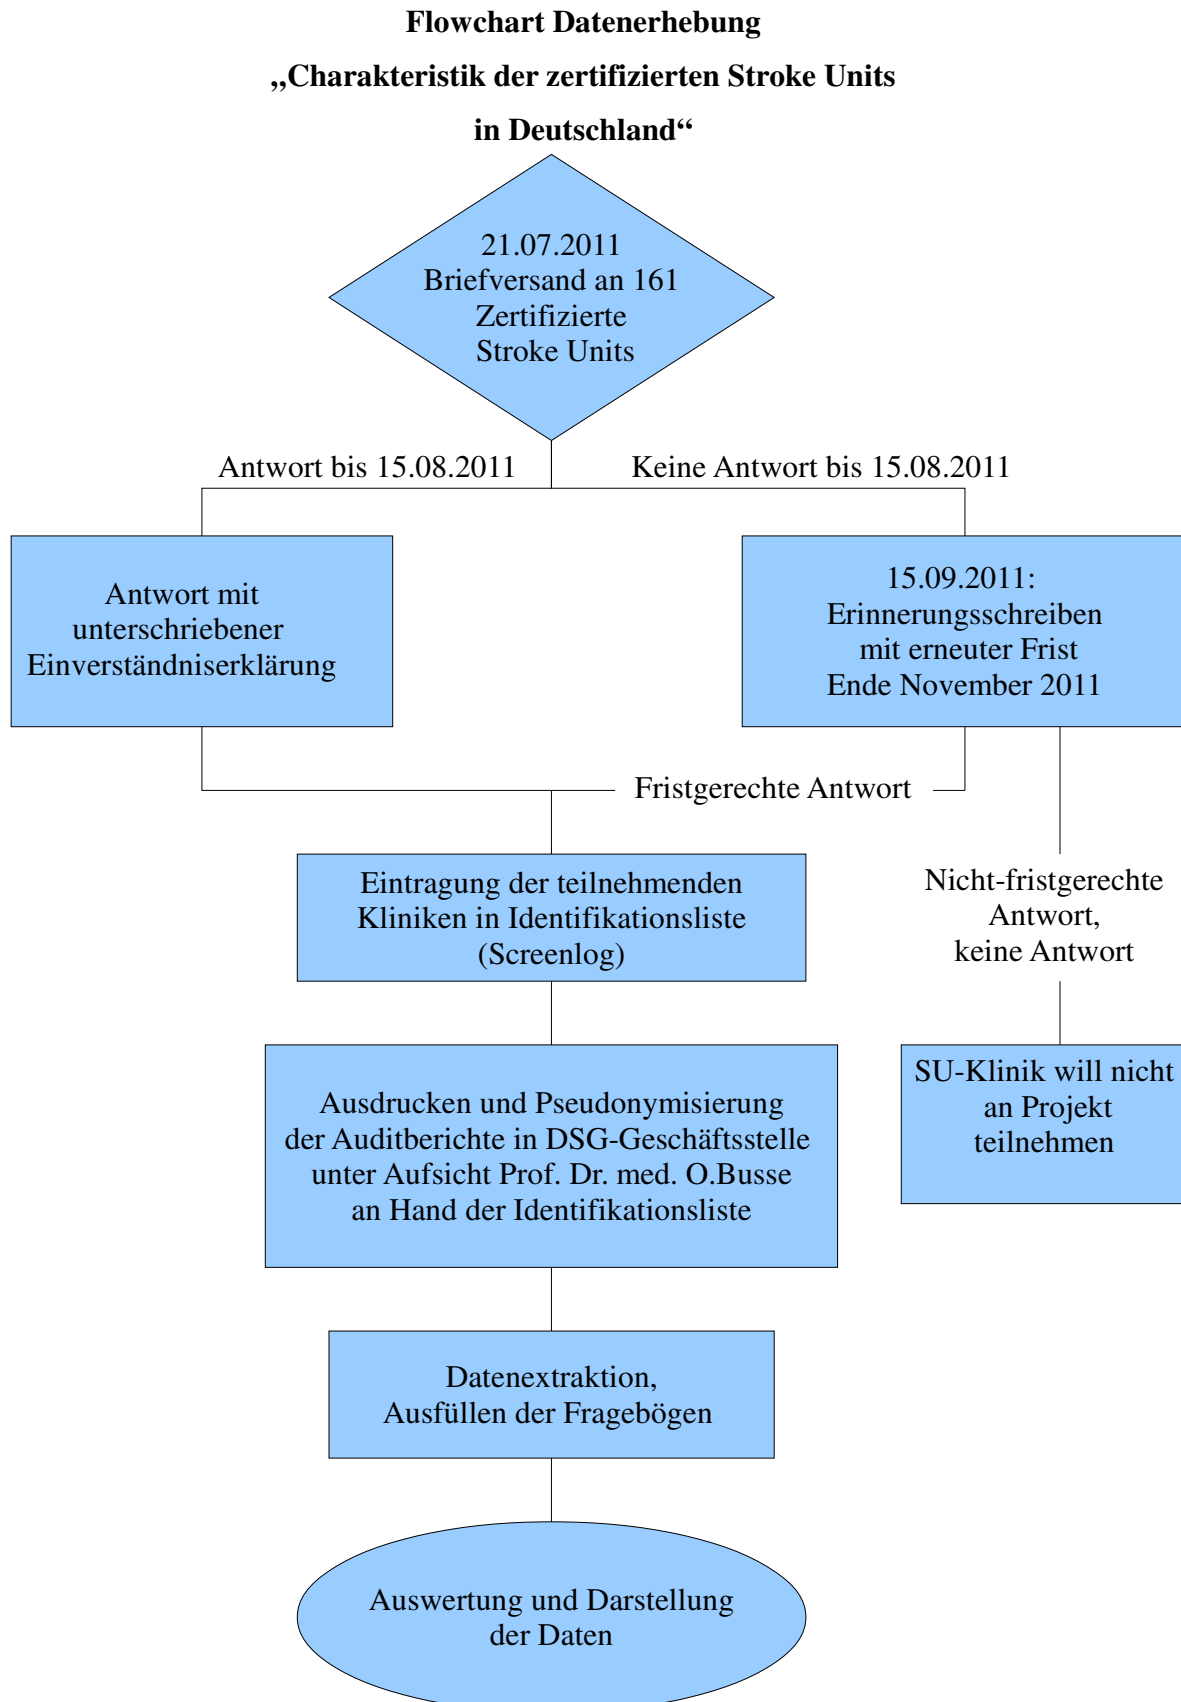 Flowchart Datenerhebung
„Charakteristik der zertifizierten Stroke Units
in Deutschland“
21.07.2011
Briefversand an 161
Zertifizierte
Stroke Units
Antwort bis 15.08.2011
Keine Antwort bis 15.08.2011
Antwort mit
unterschriebener
Einverständniserklärung
15.09.2011:
Erinnerungsschreiben
mit erneuter Frist
Ende November 2011
Fristgerechte Antwort
Eintragung der teilnehmenden
Kliniken in Identifikationsliste
(Screenlog)
Nicht-fristgerechte
Antwort,
keine Antwort
Ausdrucken und Pseudonymisierung
der Auditberichte in DSG-Geschäftsstelle
unter Aufsicht Prof. Dr. med. O.Busse
an Hand der Identifikationsliste
SU-Klinik will nicht
an Projekt
teilnehmen
Datenextraktion,
Ausfüllen der Fragebögen
Auswertung und Darstellung
der Daten